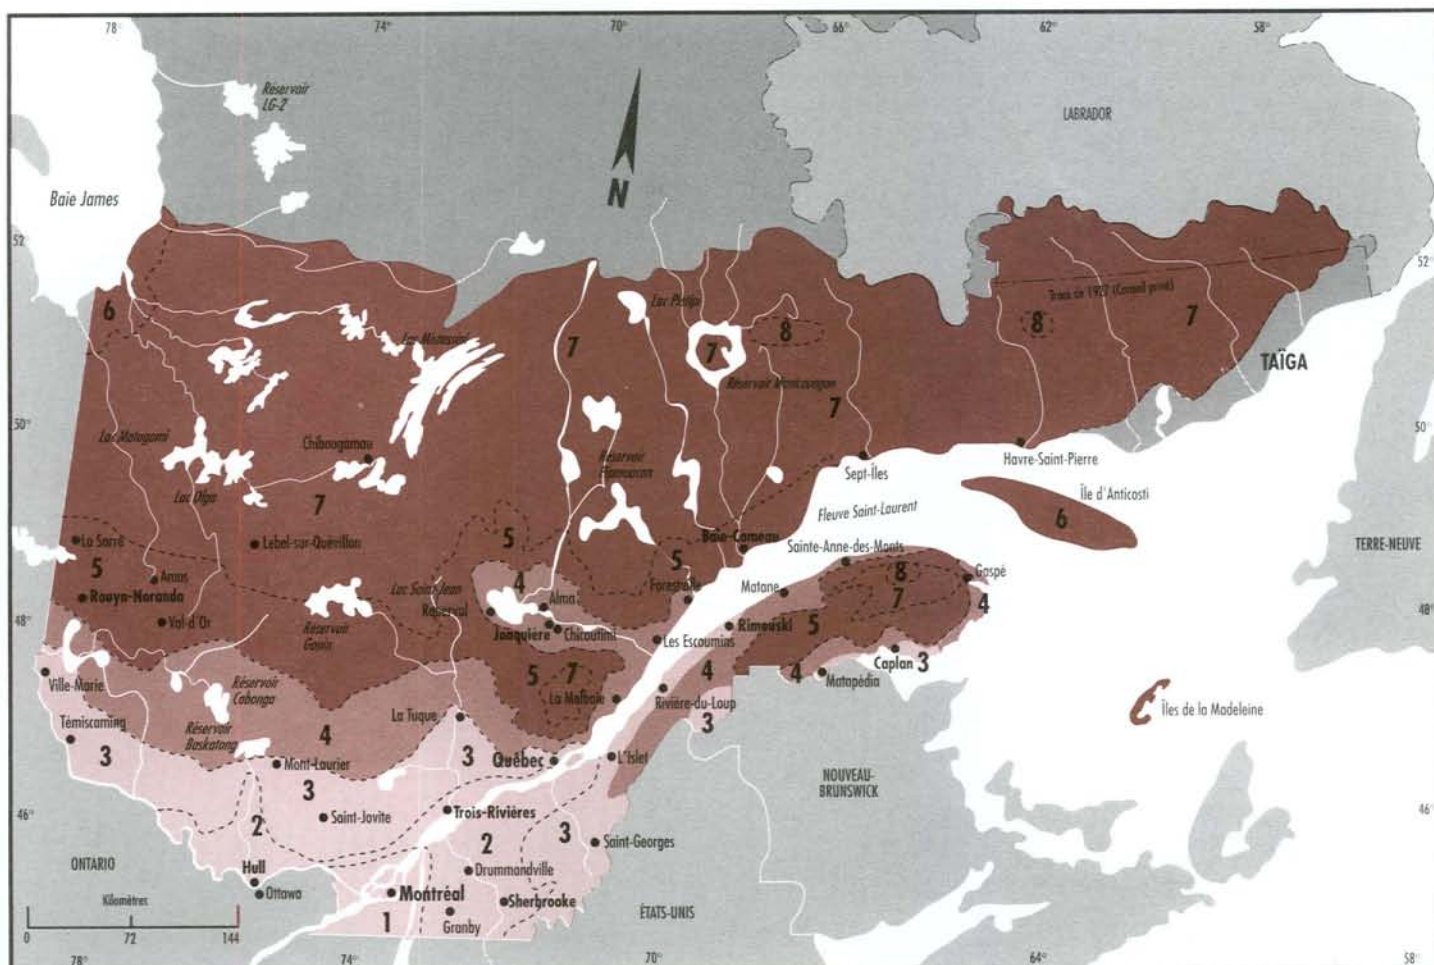 78°
74°
70°
66°
62°
58°
Réservoir
LG-2
LABRADOR
N
Baie James
52°
52°
6
Tracé de 1927 (Conseil privé)
Lac Plétipi
8
8
7
7
7
Lac Mistassini
TAÏGA
Réservoir Manicouagan
7
50°
50°
Lac Matagami
Chibougamau
Réservoir
Pipmuacan
Sept-Îles
Havre-Saint-Pierre
Île d'Anticosti
6
7
Fleuve Saint-Laurent
La Sarre
Lebel-sur-Quévillon
5
Baie-Comeau
Sainte-Anne-des-Monts
TERRE-NEUVE
5
Amos
4
5
Forestville
Matane
8
Gaspé
Rouyn-Noranda
Lac Saint-Jean
Roberval
Alma
7
4
48°
48°
Val-d'Or
Réservoir
Gouin
Jonquière
Chicoutimi
Les Escoumins
Rimouski
5
Caplan
3
Ville-Marie
Réservoir
Cabonga
5
7
La Malbaie
4
Rivière-du-Loup
4
Matapédia
Témiscaming
3
Réservoir
Baskatong
4
La Tuque
3
Îles de la Madeleine
Mont-Laurier
3
3
Québec
L'Islet
NOUVEAU-
BRUNSWICK
46°
46°
2
Saint-Jovite
Trois-Rivières
2
3
Saint-Georges
ONTARIO
Hull
Ottawa
Drummandville
Kilomètres
Montréal
Sherbrooke
1
Granby
ÉTATS-UNIS
0
72
144
78°
74°
70°
64°
58°